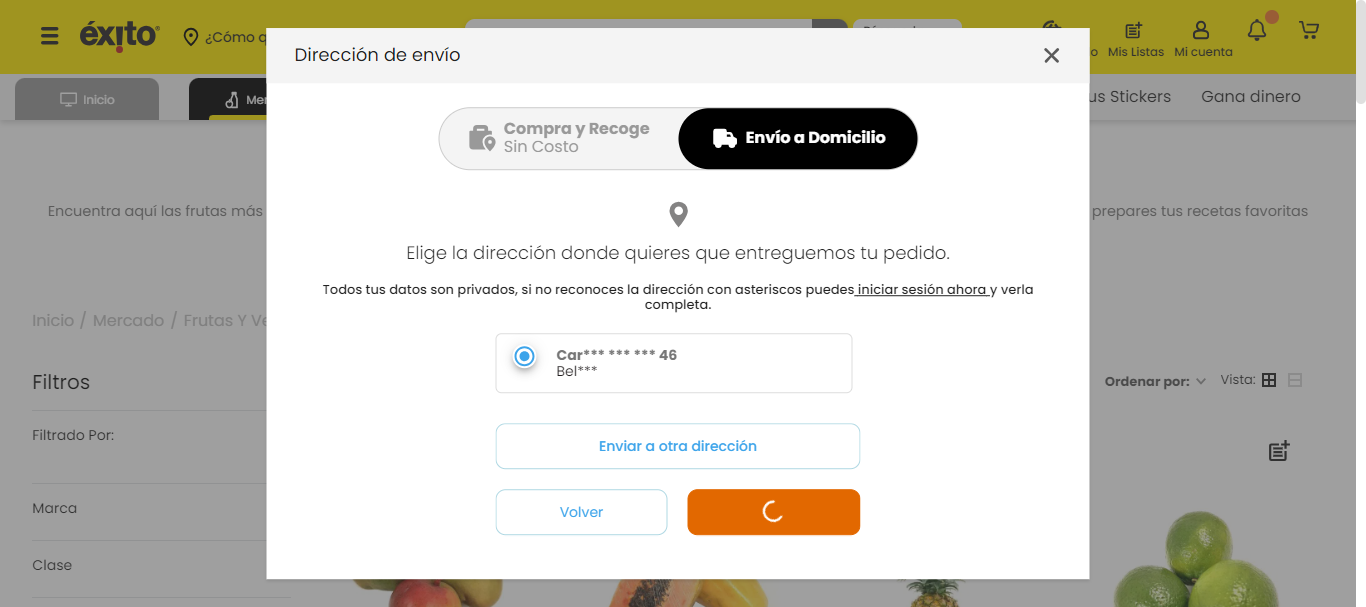 éxito
¿Cómo q
Mis Listas
Mi cuenta
Dirección de envío
Inicio
us Stickers
Gana dinero
Compra y Recoge
Sin Costo
Envío a Domicilio
Encuentra aquí las frutas más
prepares tus recetas favoritas
Elige la dirección donde quieres que entreguemos tu pedido.
Todos tus datos son privados, si no reconoces la dirección con asteriscos puedes iniciar sesión ahora y verla
completa.
Inicio / Mercado / Frutas Y Ve
Car*** *** *** 46
Bel***
Filtros
Ordenar por:
Vista:
Filtrado Por:
Enviar a otra dirección
Marca
Volver
Clase